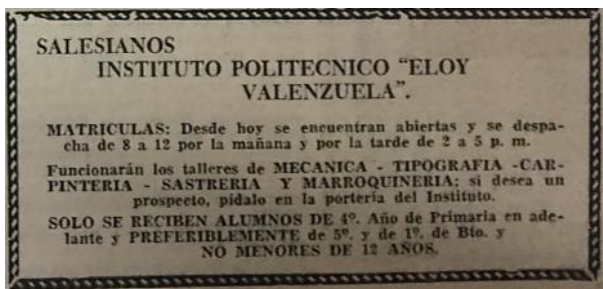 SALESIANOS
INSTITUTO POLITECNICO "ELOY
VALENZUELA".
MATRICULAS: Desde hoy se encuentran abiertas y se despa-
cha de 8 a 12 por la mañana y por la tarde de 2 a 5 p. m.
Funcionarán los talleres de MECANICA - TIPOGRAFIA -CAR-
PINTERIA - SASTRERIA Y MARROQUINERIA; si desea un
prospecto, pídalo en la portería del Instituto.
SOLO SE RECIBEN ALUMNOS DE 4º. Año de Primaria en ade-
lante y PREFERIBLEMENTE de 5º. y de 1º. de Bto. y
NO MENORES DE 12 AÑOS.